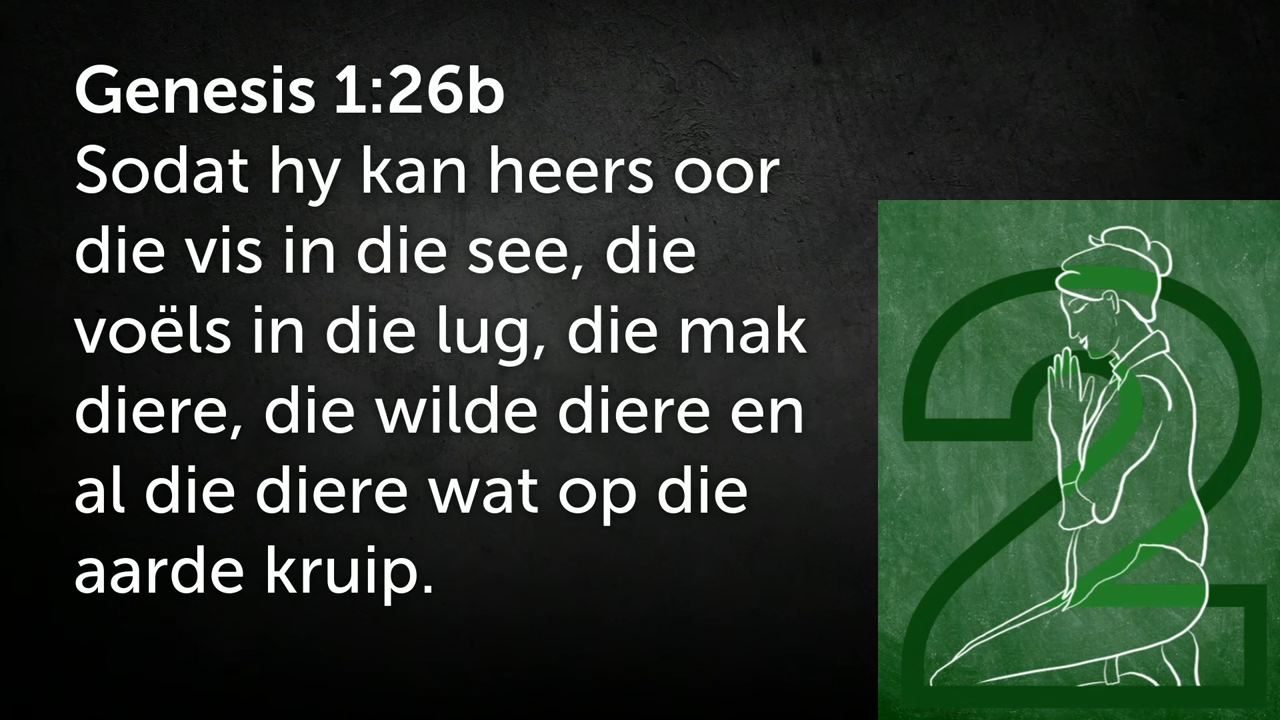 Genesis 1:26b
Sodat hy kan heers oor
die vis in die see, die
voëls in die lug, die mak
diere, die wilde diere en
al die diere wat op die
aarde kruip.
2